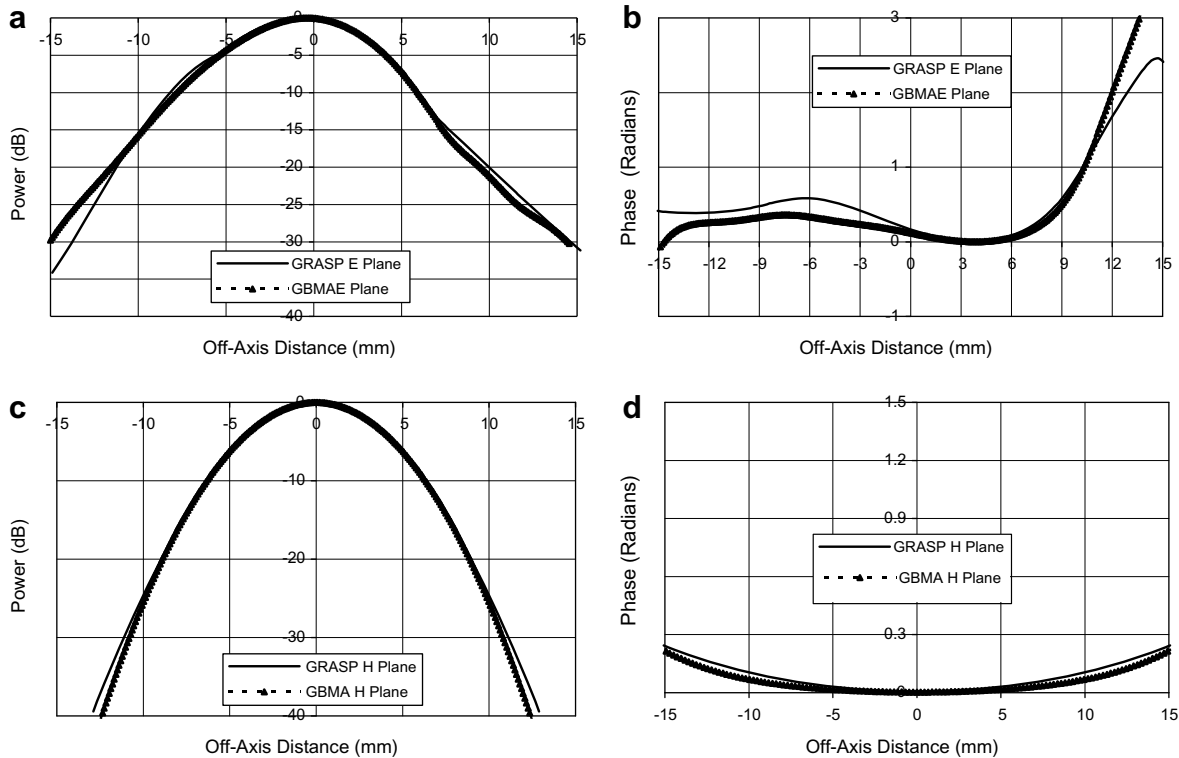 a
0
-15
-10
-5
0
5
10
15
-5
-10
-15
-20
-25
-30
-40
Power (dB)
GRASP E Plane
GBMAE Plane
Off-Axis Distance (mm)
b
3
1
0
-1
-15
-12
-9
-6
-3
0
3
6
9
12
15
Phase (Radians)
GRASP E Plane
GBMAE Plane
Off-Axis Distance (mm)
c
0
-15
-10
-5
0
5
10
15
-10
-20
-30
-40
Power (dB)
GRASP H Plane
GBMA H Plane
Off-Axis Distance (mm)
d
1.5
1.2
0.9
0.3
0
-15
-10
-5
0
5
10
15
Phase (Radians)
GRASP H Plane
GBMA H Plane
Off-Axis Distance (mm)